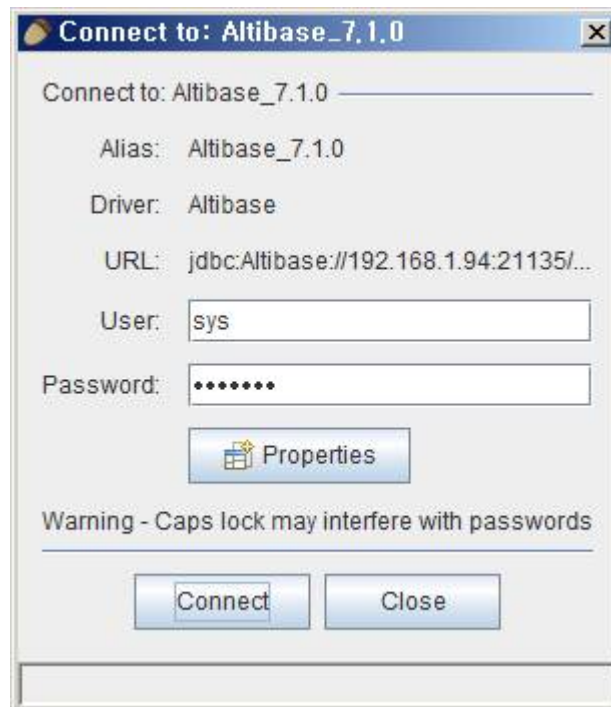 Connect to: Altibase_7.1.0
Connect to: Altibase_7.1.0
Alias: Altibase_7.1.0
Driver: Altibase
URL: jdbc:Altibase://192.168.1.94:21135/...
User: sys
Password: •••••••
Properties
Warning - Caps lock may interfere with passwords
Connect Close